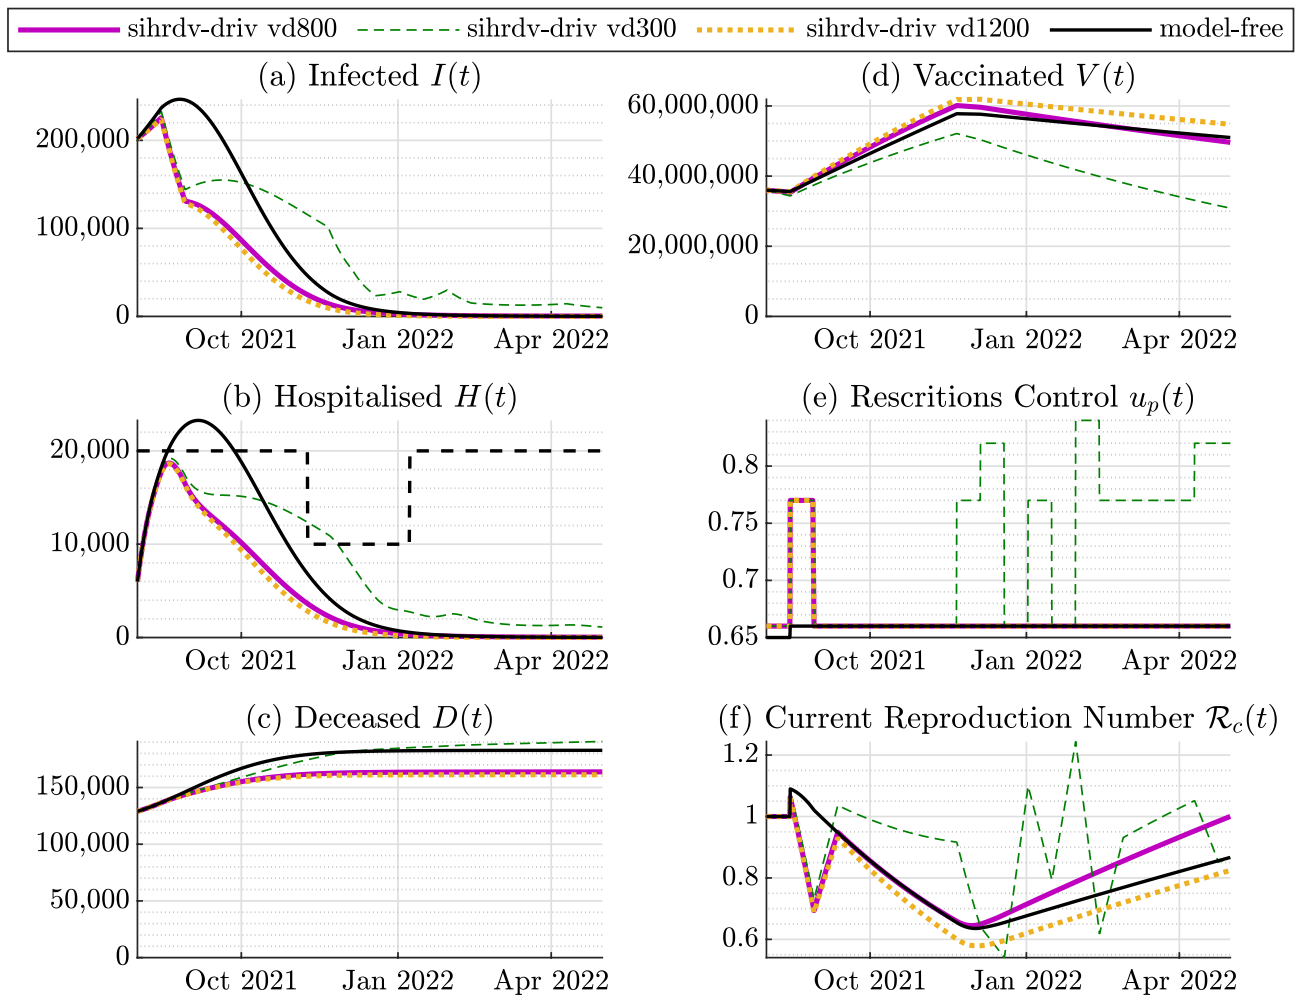 sihrdv-driv vd800 sihrdv-driv vd300 sihrdv-driv vd1200 model-free
(a) Infected I(t)
200,000
100,000
0
Oct 2021 Jan 2022 Apr 2022
(d) Vaccinated V(t)
60,000,000
40,000,000
20,000,000
0
Oct 2021 Jan 2022 Apr 2022
(b) Hospitalised H(t)
20,000
10,000
0
Oct 2021 Jan 2022 Apr 2022
(e) Rescritions Control u_p(t)
0.8
0.75
0.7
0.65
Oct 2021 Jan 2022 Apr 2022
(c) Deceased D(t)
150,000
100,000
50,000
0
Oct 2021 Jan 2022 Apr 2022
(f) Current Reproduction Number R_c(t)
1.2
1
0.8
0.6
Oct 2021 Jan 2022 Apr 2022